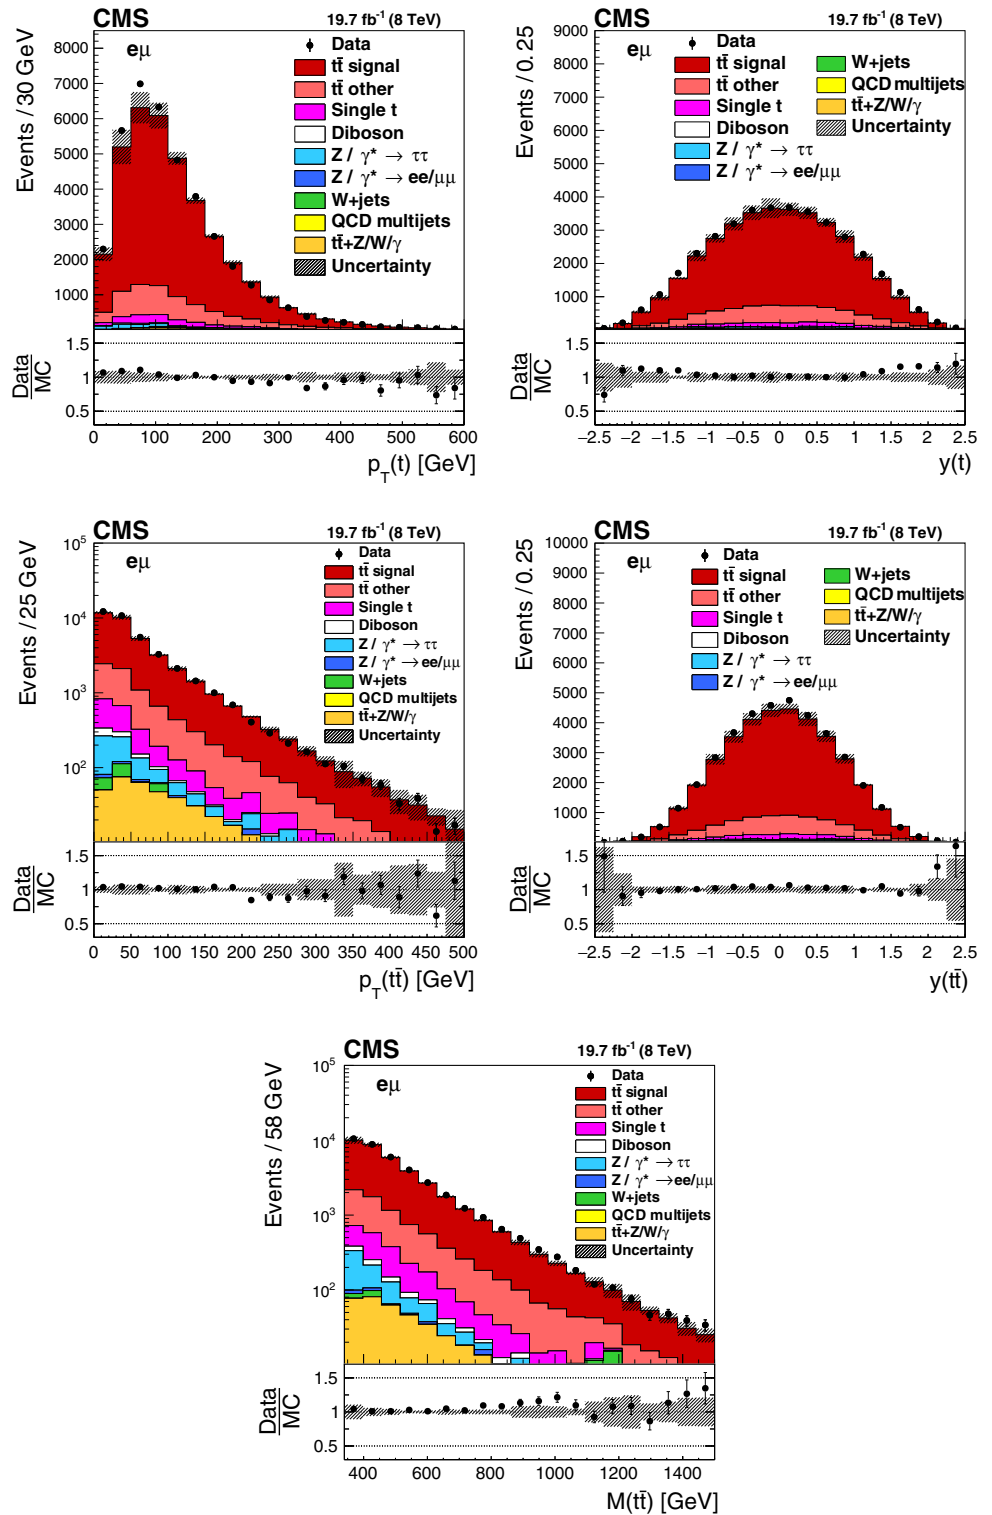 CMS 19.7 fb⁻¹ (8 TeV)
Events / 30 GeV
eμ
8000
7000
6000
5000
4000
3000
2000
1000
Data
tt̄ signal
tt̄ other
Single t
Diboson
Z / γ* → ττ
Z / γ* → ee/μμ
W+jets
QCD multijets
tt̄+Z/W/γ
Uncertainty
Data/MC
1.5
1
0.5
0 100 200 300 400 500 600
p_T(t) [GeV]
19.7 fb⁻¹ (8 TeV)
CMS
Events / 0.25
eμ
9000
8000
7000
6000
5000
4000
3000
2000
1000
Data
tt̄ signal
tt̄ other
Single t
Diboson
Z / γ* → ττ
Z / γ* → ee/μμ
W+jets
QCD multijets
tt̄+Z/W/γ
Uncertainty
Data/MC
1.5
1
0.5
−2.5 −2 −1.5 −1 −0.5 0 0.5 1 1.5 2 2.5
y(t)
CMS 19.7 fb⁻¹ (8 TeV)
Events / 25 GeV
eμ
10⁵
10⁴
10³
10²
Data
tt̄ signal
tt̄ other
Single t
Diboson
Z / γ* → ττ
Z / γ* → ee/μμ
W+jets
QCD multijets
tt̄+Z/W/γ
Uncertainty
Data/MC
1.5
1
0.5
0 50 100 150 200 250 300 350 400 450 500
p_T(tt̄) [GeV]
CMS 19.7 fb⁻¹ (8 TeV)
Events / 0.25
eμ
10000
9000
8000
7000
6000
5000
4000
3000
2000
1000
Data
tt̄ signal
tt̄ other
Single t
Diboson
Z / γ* → ττ
Z / γ* → ee/μμ
W+jets
QCD multijets
tt̄+Z/W/γ
Uncertainty
Data/MC
1.5
1
0.5
−2.5 −2 −1.5 −1 −0.5 0 0.5 1 1.5 2 2.5
y(tt̄)
CMS 19.7 fb⁻¹ (8 TeV)
Events / 58 GeV
eμ
10⁵
10⁴
10³
10²
Data
tt̄ signal
tt̄ other
Single t
Diboson
Z / γ* → ττ
Z / γ* → ee/μμ
W+jets
QCD multijets
tt̄+Z/W/γ
Uncertainty
Data/MC
1.5
1
0.5
400 600 800 1000 1200 1400
M(tt̄) [GeV]